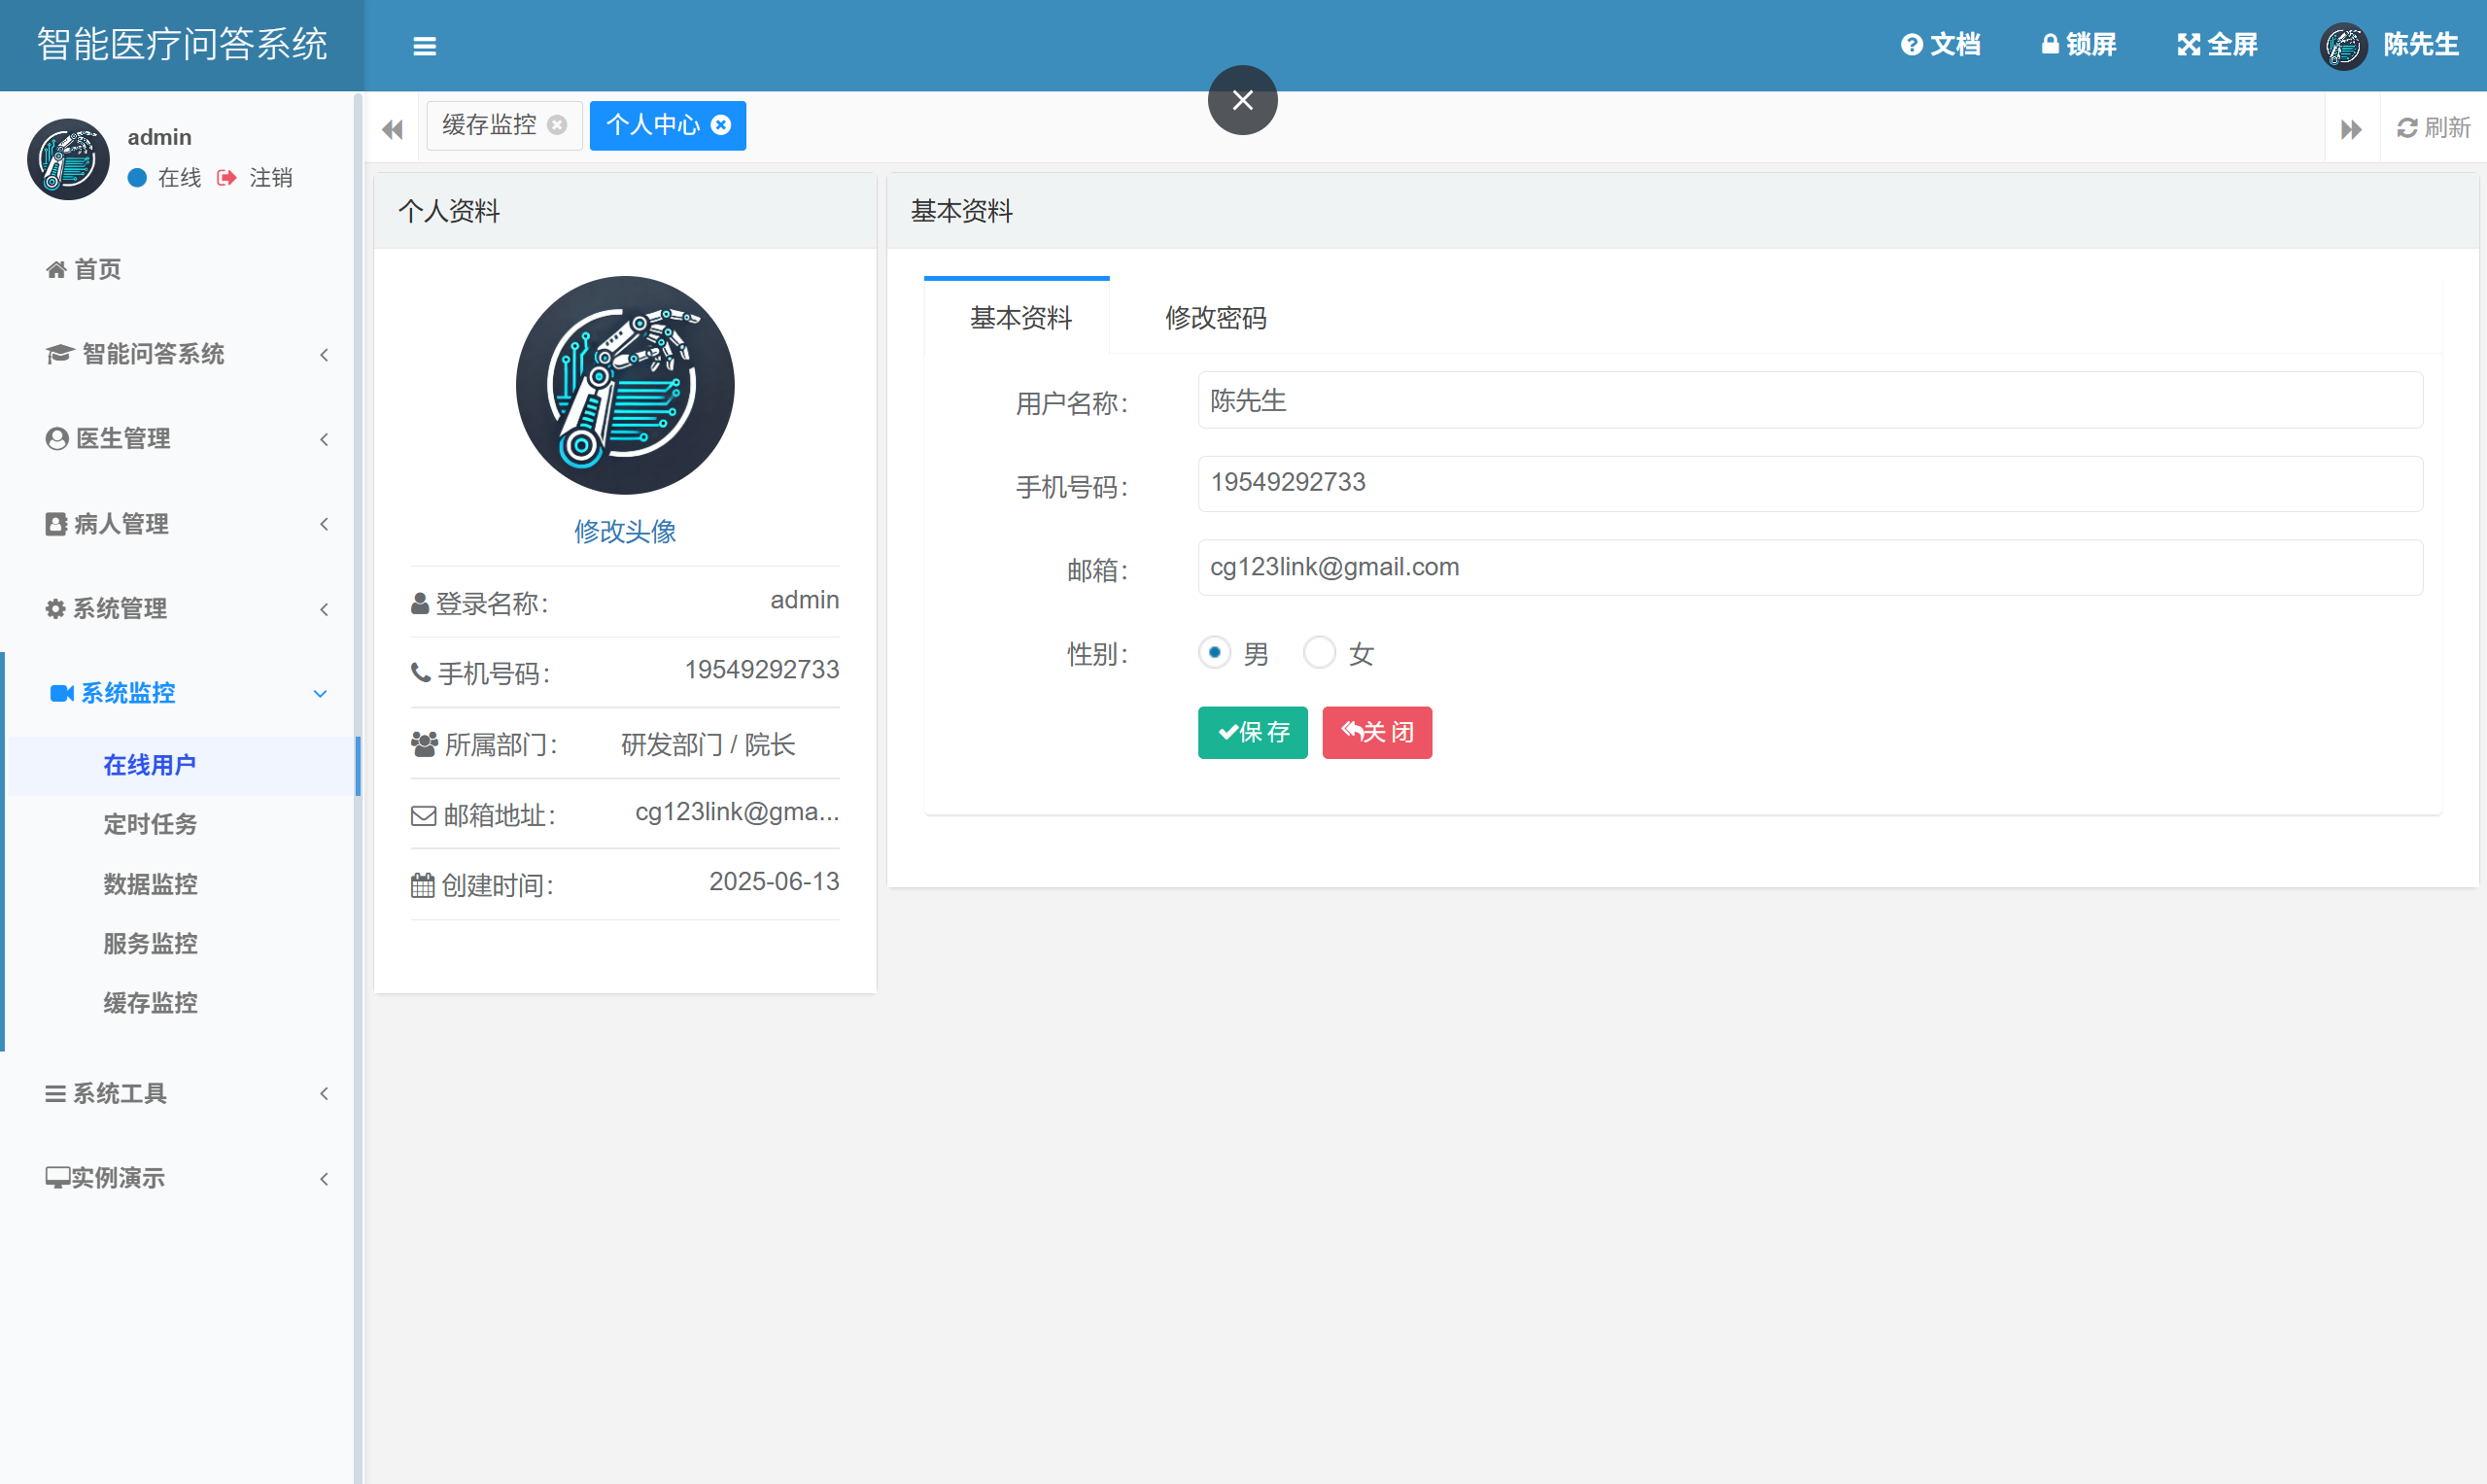 智能医疗问答系统
文档 锁屏 全屏 陈先生
admin
在线 注销
首页
智能问答系统
医生管理
病人管理
系统管理
系统监控
在线用户
定时任务
数据监控
服务监控
缓存监控
系统工具
实例演示
缓存监控 个人中心 刷新
个人资料
修改头像
登录名称： admin
手机号码： 19549292733
所属部门： 研发部门 / 院长
邮箱地址： cg123link@gma...
创建时间： 2025-06-13
基本资料
基本资料 修改密码
用户名称： 陈先生
手机号码： 19549292733
邮箱： cg123link@gmail.com
性别： 男 女
保 存 关 闭